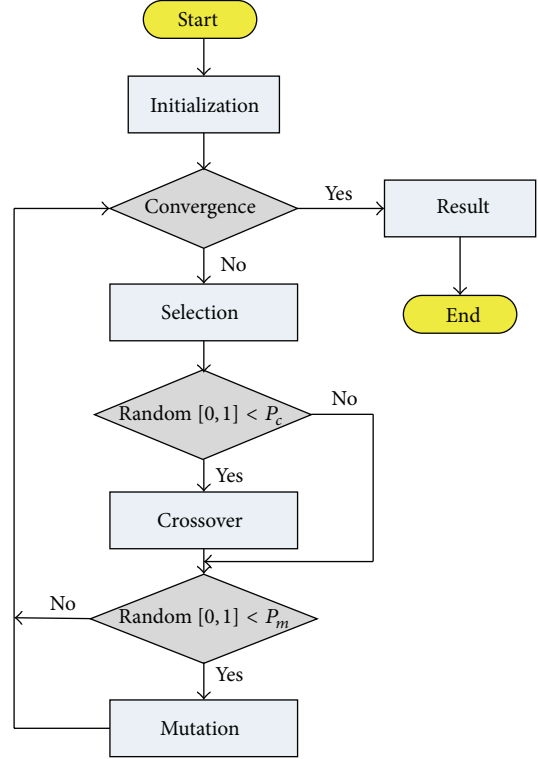 Start
Initialization
Convergence
Yes
Result
No
End
Selection
Random [0, 1] < P_c
No
Yes
Crossover
Random [0, 1] < P_m
No
Yes
Mutation